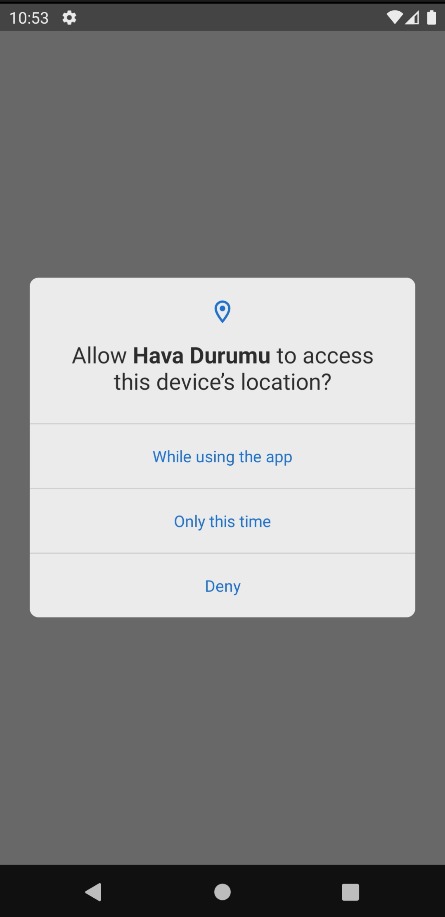 10:53
Allow Hava Durumu to access
this device's location?
While using the app
Only this time
Deny